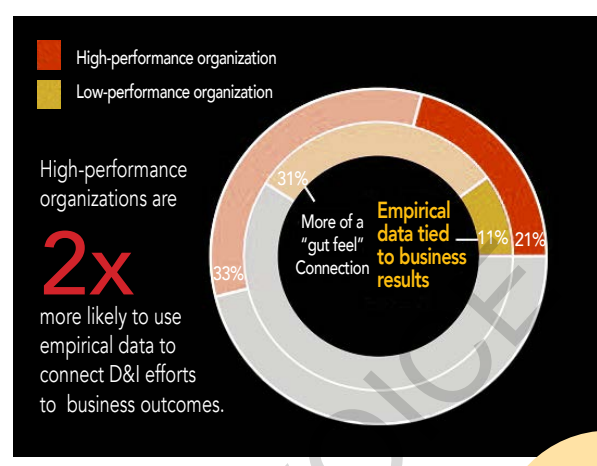 High-performance organization
Low-performance organization
High-performance
organizations are
2x
more likely to use
empirical data to
connect D&I efforts
to business outcomes.
31%
More of a
"gut feel"
Connection
Empirical
data tied
to business
results
11%
21%
33%